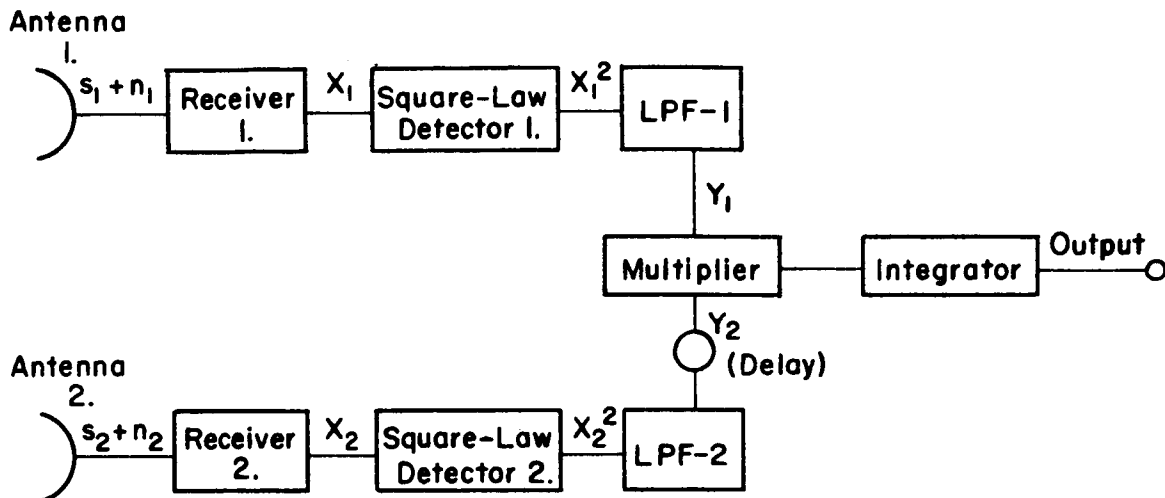 Antenna
1.
s₁ + n₁
Receiver
1.
X₁
Square-Law
Detector 1.
X₁²
LPF-1
Y₁
Multiplier
Integrator
Output
Y₂
(Delay)
Antenna
2.
s₂ + n₂
Receiver
2.
X₂
Square-Law
Detector 2.
X₂²
LPF-2